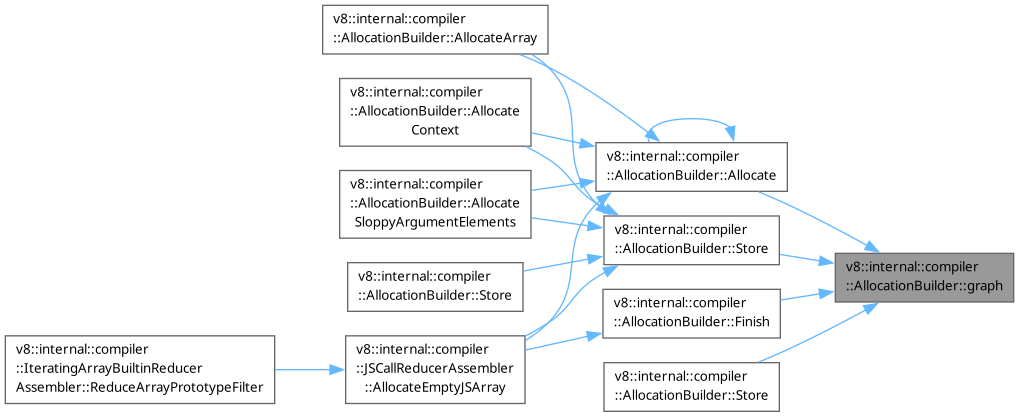 v8::internal::compiler
::AllocationBuilder::AllocateArray
v8::internal::compiler
::AllocationBuilder::Allocate
Context
v8::internal::compiler
::AllocationBuilder::Allocate
v8::internal::compiler
::AllocationBuilder::Allocate
SloppyArgumentElements
v8::internal::compiler
::AllocationBuilder::Store
v8::internal::compiler
::AllocationBuilder::graph
v8::internal::compiler
::AllocationBuilder::Store
v8::internal::compiler
::AllocationBuilder::Finish
v8::internal::compiler
::IteratingArrayBuiltinReducer
Assembler::ReduceArrayPrototypeFilter
v8::internal::compiler
::JSCallReducerAssembler
::AllocateEmptyJSArray
v8::internal::compiler
::AllocationBuilder::Store